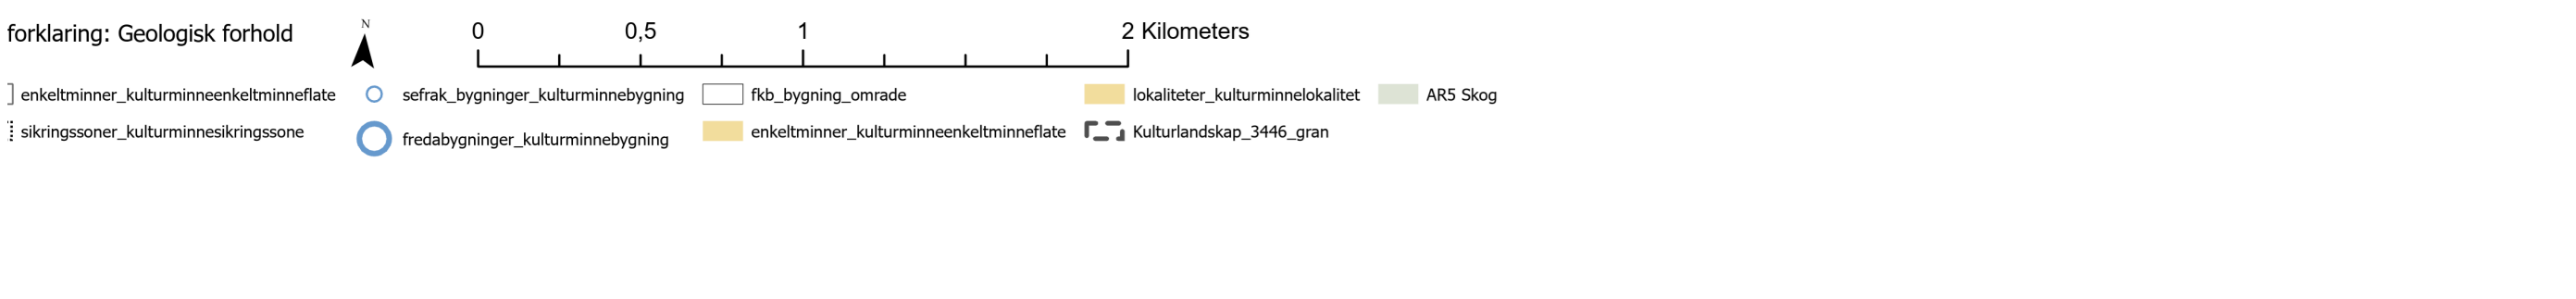 forklaring: Geologisk forhold
N
0 0,5 1 2 Kilometers
enkeltminner_kulturminneenkeltminneflate sefrak_bygninger_kulturminnebygning fkb_bygning_omrade lokaliteter_kulturminnelokalitet AR5 Skog
sikringssoner_kulturminnesikringssone fredabygninger_kulturminnebygning enkeltminner_kulturminneenkeltminneflate Kulturlandskap_3446_gran